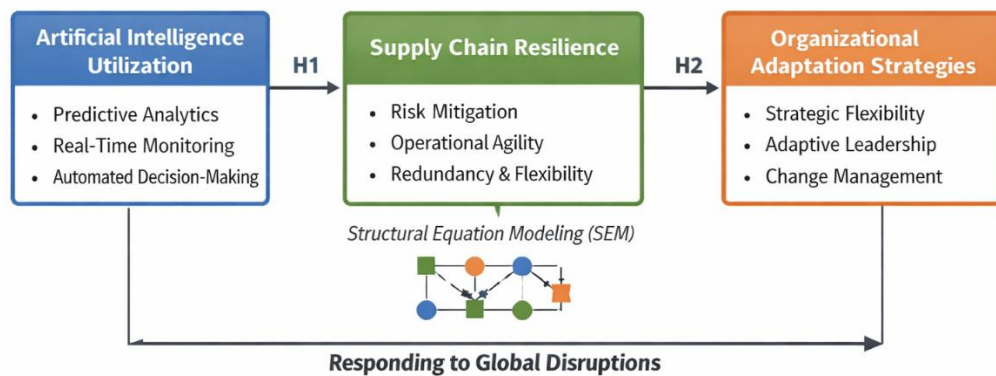 Artificial Intelligence
Utilization
• Predictive Analytics
• Real-Time Monitoring
• Automated Decision-Making
H1
Supply Chain Resilience
• Risk Mitigation
• Operational Agility
• Redundancy & Flexibility
H2
Organizational
Adaptation Strategies
• Strategic Flexibility
• Adaptive Leadership
• Change Management
Structural Equation Modeling (SEM)
Responding to Global Disruptions